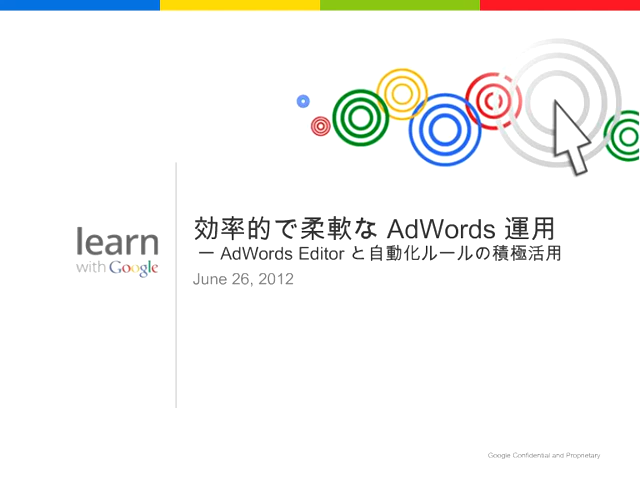 効率的で柔軟な AdWords 運用
ー AdWords Editor と自動化ルールの積極活用
learn
with Google
June 26, 2012
Google Confidential and Proprietary